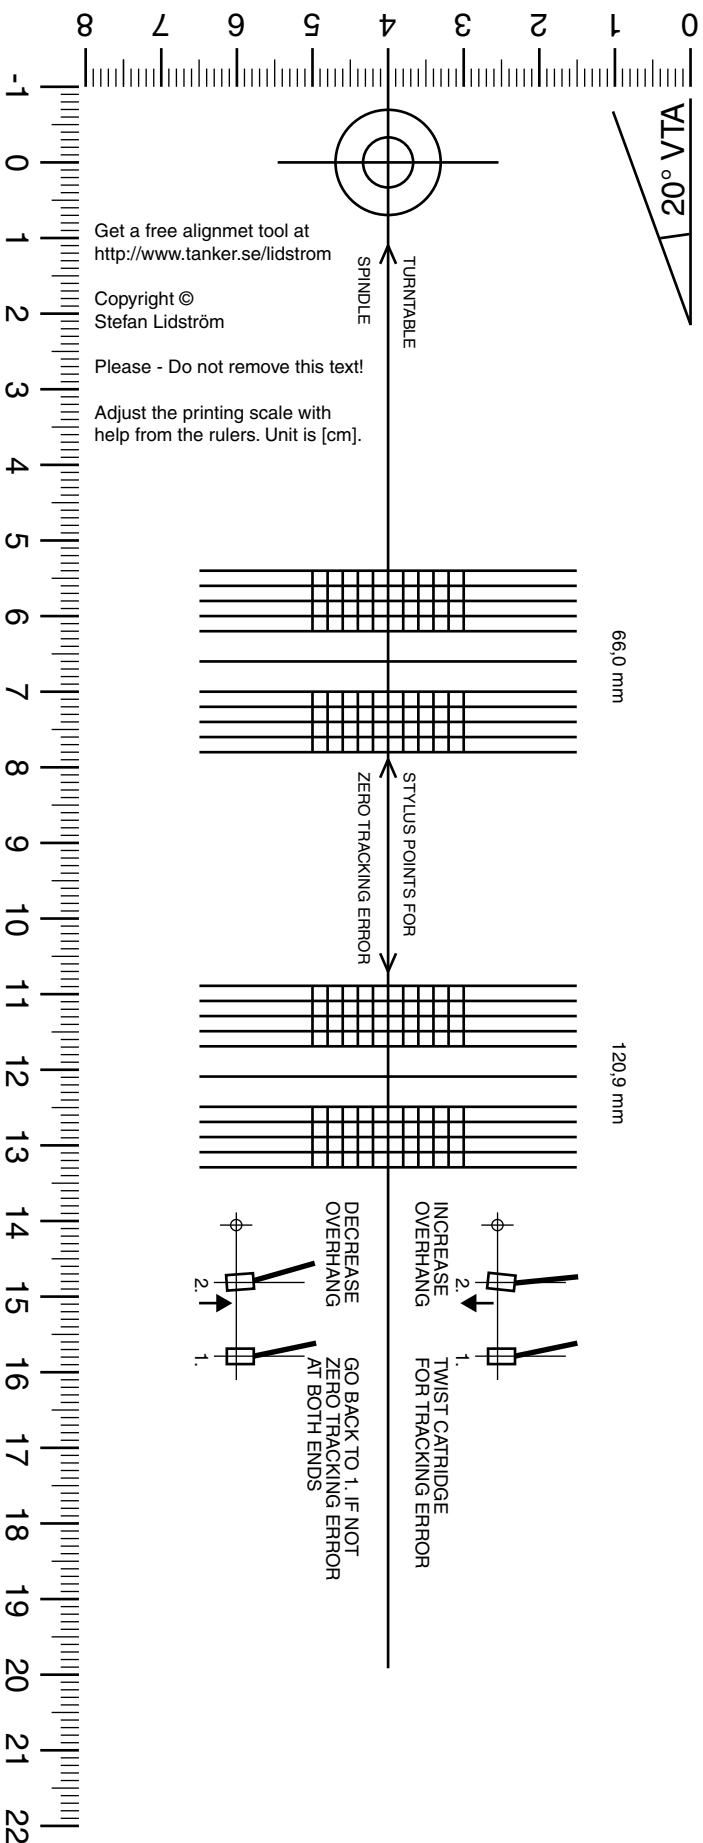 8 7 6 5 4 3 2 1 0
-1
0
1
2
3
4
5
6
7
8
9
10
11
12
13
14
15
16
17
18
19
20
21
22
20° VTA
Get a free alignmet tool at
http://www.tanker.se/lidstrom
Copyright ©
Stefan Lidström
Please - Do not remove this text!
Adjust the printing scale with
help from the rulers. Unit is [cm].
TURNTABLE
SPINDLE
66,0 mm
STYLUS POINTS FOR
ZERO TRACKING ERROR
120,9 mm
INCREASE
OVERHANG
2.
1.
TWIST CATRIDGE
FOR TRACKING ERROR
DECREASE
OVERHANG
2.
1.
GO BACK TO 1. IF NOT
ZERO TRACKING ERROR
AT BOTH ENDS